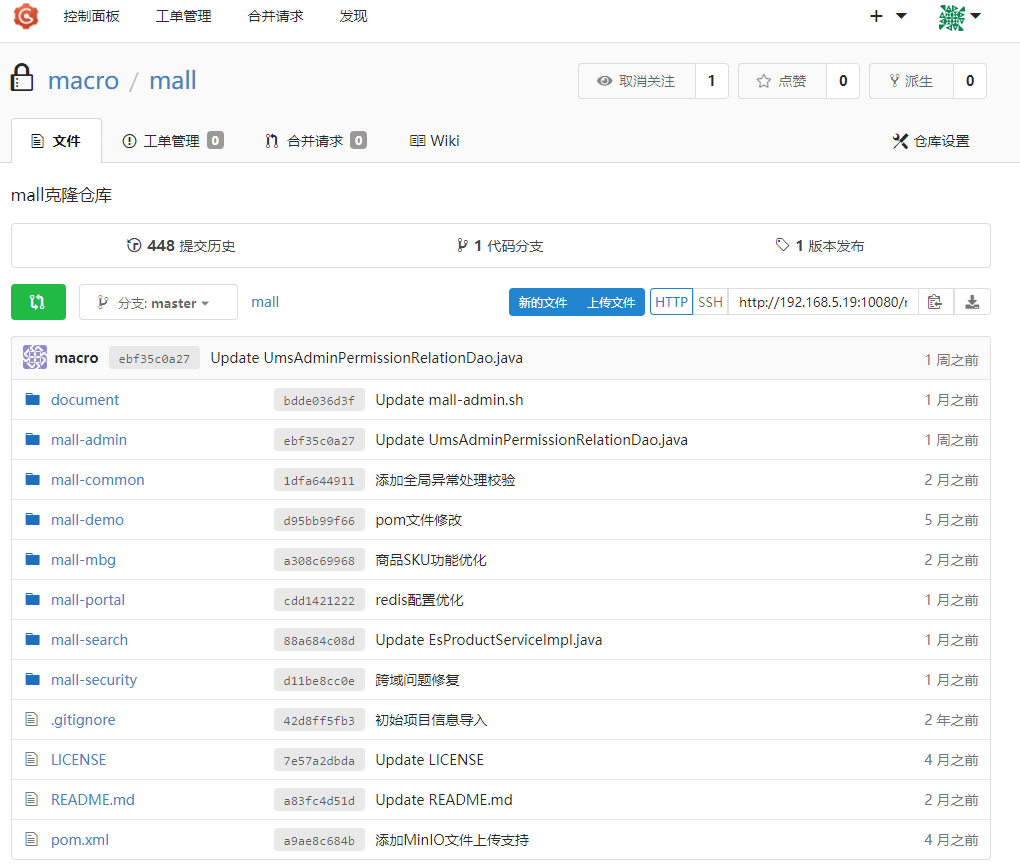 控制面板 工单管理 合并请求 发现
macro / mall 取消关注 1 点赞 0 派生 0
文件 工单管理 0 合并请求 0 Wiki 仓库设置
mall克隆仓库
448 提交历史 1 代码分支 1 版本发布
分支: master mall 新的文件 上传文件 HTTP SSH http://192.168.5.19:10080/
macro ebf35c0a27 Update UmsAdminPermissionRelationDao.java 1 周之前
document bdde036d3f Update mall-admin.sh 1 月之前
mall-admin ebf35c0a27 Update UmsAdminPermissionRelationDao.java 1 周之前
mall-common 1dfa644911 添加全局异常处理校验 2 月之前
mall-demo d95bb99f66 pom文件修改 5 月之前
mall-mbg a308c69968 商品SKU功能优化 2 月之前
mall-portal cdd1421222 redis配置优化 1 月之前
mall-search 88a684c08d Update EsProductServiceImpl.java 1 月之前
mall-security d11be8cc0e 跨域问题修复 1 月之前
.gitignore 42d8ff5fb3 初始项目信息导入 2 年之前
LICENSE 7e57a2dbda Update LICENSE 4 月之前
README.md a83fc4d51d Update README.md 2 月之前
pom.xml a9ae8c684b 添加MinIO文件上传支持 4 月之前